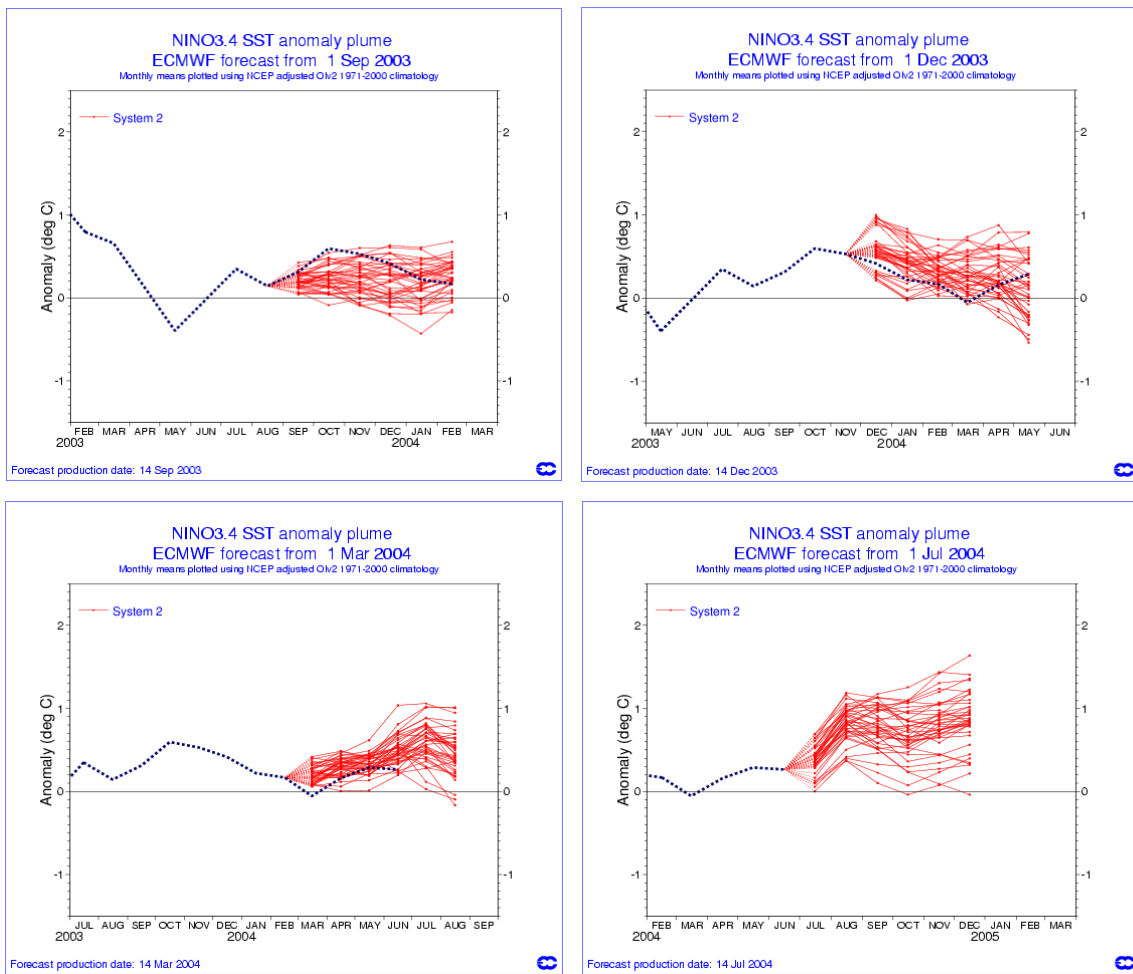 NINO3.4 SST anomaly plume
ECMWF forecast from 1 Sep 2003
Monthly means plotted using NCEP adjusted OIv2 1971-2000 climatology
System 2
Anomaly (deg C)
2 2
1 1
0 0
-1 -1
FEB MAR APR MAY JUN JUL AUG SEP OCT NOV DEC JAN FEB MAR
2003 2004
Forecast production date: 14 Sep 2003
NINO3.4 SST anomaly plume
ECMWF forecast from 1 Dec 2003
Monthly means plotted using NCEP adjusted OIv2 1971-2000 climatology
System 2
Anomaly (deg C)
2 2
1 1
0 0
-1 -1
MAY JUN JUL AUG SEP OCT NOV DEC JAN FEB MAR APR MAY JUN
2003 2004
Forecast production date: 14 Dec 2003
NINO3.4 SST anomaly plume
ECMWF forecast from 1 Mar 2004
Monthly means plotted using NCEP adjusted OIv2 1971-2000 climatology
System 2
Anomaly (deg C)
2 2
1 1
0 0
-1 -1
JUL AUG SEP OCT NOV DEC JAN FEB MAR APR MAY JUN JUL AUG SEP
2003 2004
Forecast production date: 14 Mar 2004
NINO3.4 SST anomaly plume
ECMWF forecast from 1 Jul 2004
Monthly means plotted using NCEP adjusted OIv2 1971-2000 climatology
System 2
Anomaly (deg C)
2 2
1 1
0 0
-1 -1
FEB MAR APR MAY JUN JUL AUG SEP OCT NOV DEC JAN FEB MAR
2004 2005
Forecast production date: 14 Jul 2004